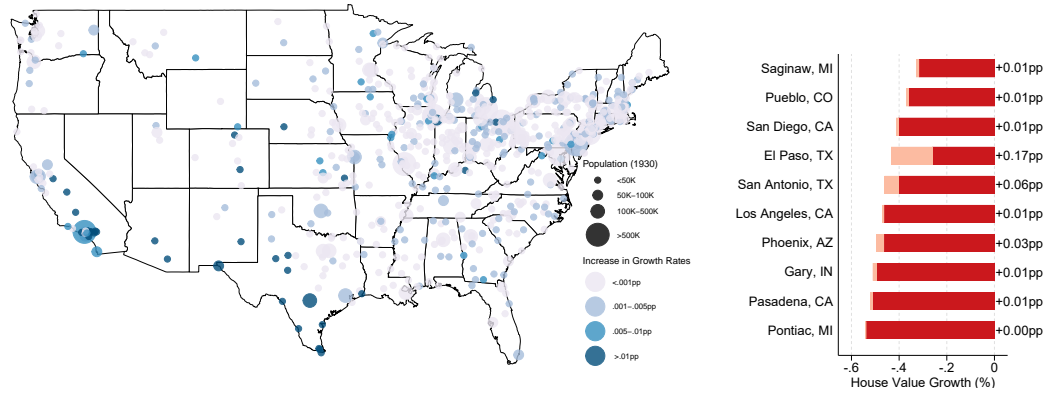 Population (1930)
<50K
50K–100K
100K–500K
>500K
Increase in Growth Rates
<.001pp
.001–.005pp
.005–.01pp
>.01pp
Saginaw, MI +0.01pp
Pueblo, CO +0.01pp
San Diego, CA +0.01pp
El Paso, TX +0.17pp
San Antonio, TX +0.06pp
Los Angeles, CA +0.01pp
Phoenix, AZ +0.03pp
Gary, IN +0.01pp
Pasadena, CA +0.01pp
Pontiac, MI +0.00pp
-.6 -.4 -.2 0
House Value Growth (%)